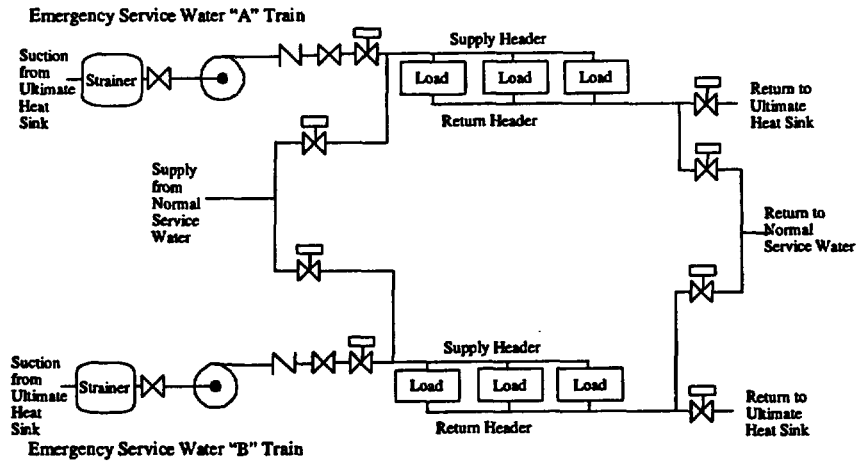 Emergency Service Water "A" Train
Suction
from
Ultimate
Heat
Sink
Strainer
Supply Header
Load
Load
Load
Return Header
Return to
Ultimate
Heat Sink
Supply
from
Normal
Service
Water
Return to
Normal
Service Water
Suction
from
Ultimate
Heat
Sink
Strainer
Supply Header
Load
Load
Load
Return Header
Return to
Ultimate
Heat Sink
Emergency Service Water "B" Train